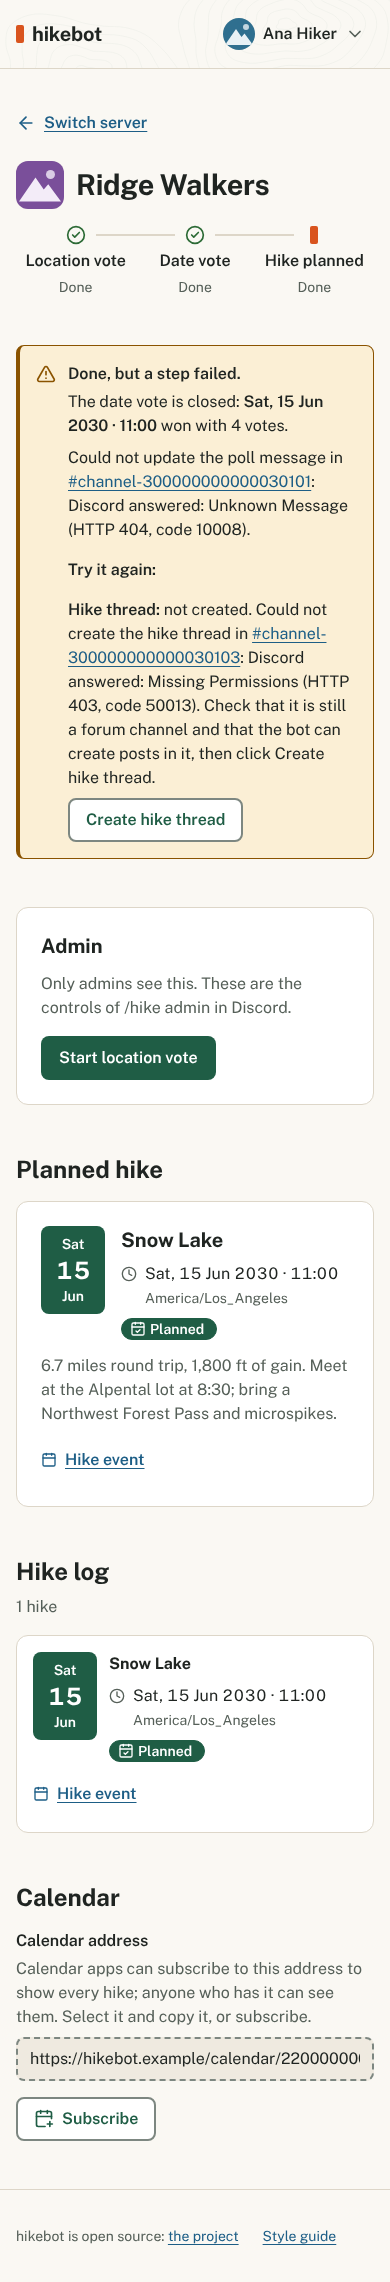 hikebot
Ana Hiker
Switch server
Ridge Walkers
Location vote
Done
Date vote
Done
Hike planned
Done
Done, but a step failed.
The date vote is closed: Sat, 15 Jun
2030 · 11:00 won with 4 votes.
Could not update the poll message in
#channel-300000000000030101:
Discord answered: Unknown Message
(HTTP 404, code 10008).
Try it again:
Hike thread: not created. Could not
create the hike thread in #channel-
300000000000030103: Discord
answered: Missing Permissions (HTTP
403, code 50013). Check that it is still
a forum channel and that the bot can
create posts in it, then click Create
hike thread.
Create hike thread
Admin
Only admins see this. These are the
controls of /hike admin in Discord.
Start location vote
Planned hike
Sat
15
Jun
Snow Lake
Sat, 15 Jun 2030 · 11:00
America/Los_Angeles
Planned
6.7 miles round trip, 1,800 ft of gain. Meet
at the Alpental lot at 8:30; bring a
Northwest Forest Pass and microspikes.
Hike event
Hike log
1 hike
Sat
15
Jun
Snow Lake
Sat, 15 Jun 2030 · 11:00
America/Los_Angeles
Planned
Hike event
Calendar
Calendar address
Calendar apps can subscribe to this address to
show every hike; anyone who has it can see
them. Select it and copy it, or subscribe.
https://hikebot.example/calendar/220000000
Subscribe
hikebot is open source: the project
Style guide